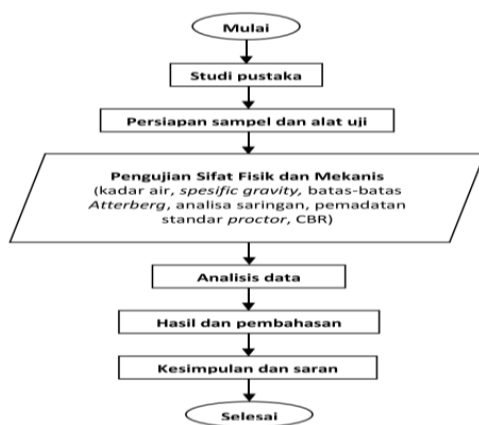 Mulai
Studi pustaka
Persiapan sampel dan alat uji
Pengujian Sifat Fisik dan Mekanis
(kadar air, spesific gravity, batas-batas
Atterberg, analisa saringan, pemadatan
standar proctor, CBR)
Analisis data
Hasil dan pembahasan
Kesimpulan dan saran
Selesai